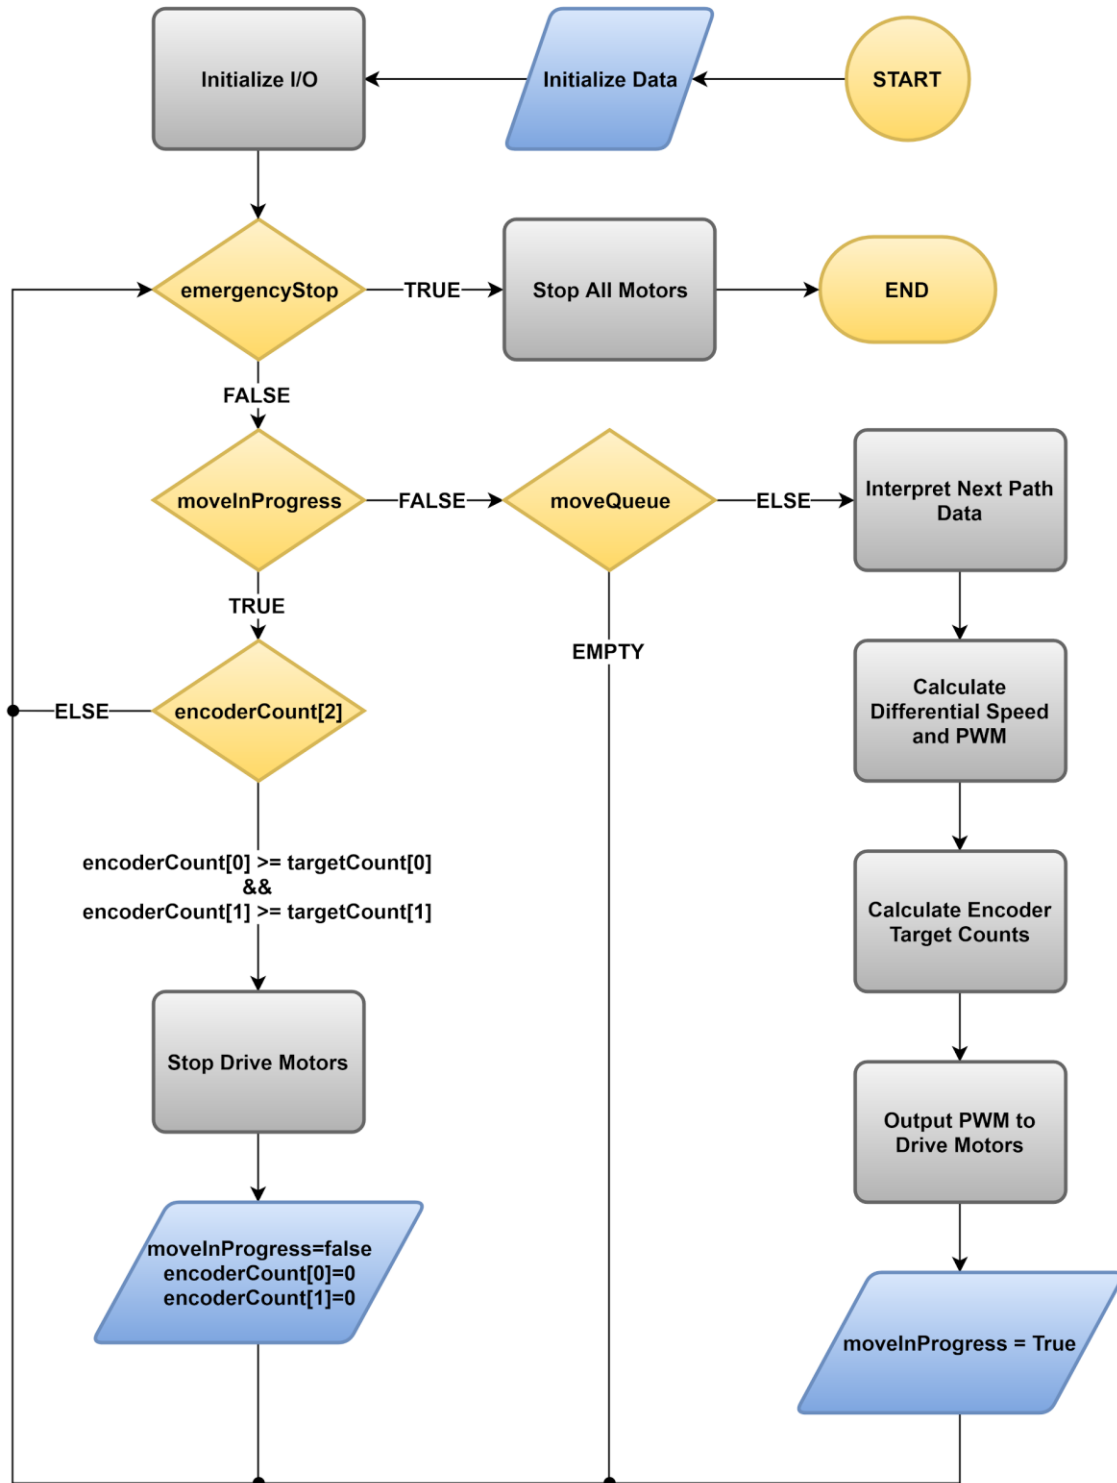 Initialize I/O
Initialize Data
START
emergencyStop
TRUE
Stop All Motors
END
FALSE
moveInProgress
FALSE
moveQueue
ELSE
Interpret Next Path
Data
TRUE
EMPTY
encoderCount[2]
ELSE
Calculate
Differential Speed
and PWM
encoderCount[0] >= targetCount[0]
&&
encoderCount[1] >= targetCount[1]
Calculate Encoder
Target Counts
Stop Drive Motors
Output PWM to
Drive Motors
moveInProgress=false
encoderCount[0]=0
encoderCount[1]=0
moveInProgress = True